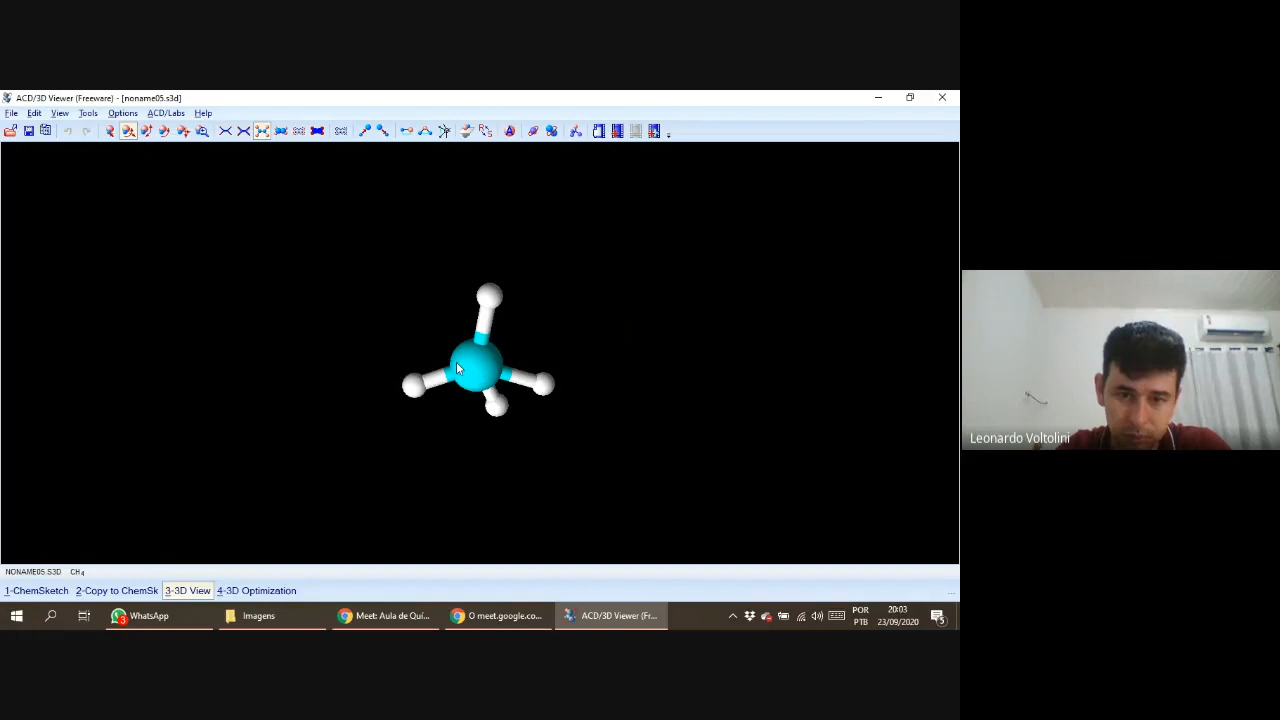 ACD/3D Viewer (Freeware) - [noname05.s3d]
File Edit View Tools Options ACD/Labs Help
Leonardo Voltolini
NONAME05.S3D CH4
1-ChemSketch 2-Copy to ChemSk 3-3D View 4-3D Optimization
3 WhatsApp Imagens Meet: Aula de Quí... O meet.google.co... ACD/3D Viewer (Fr... POR 20:03
PTB 23/09/2020 5